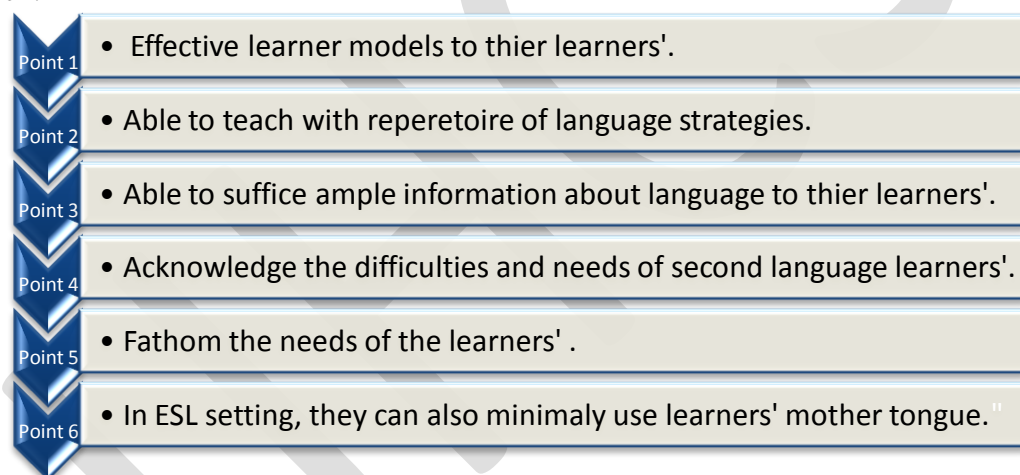 Point 1 • Effective learner models to thier learners'.
Point 2 • Able to teach with reperetoire of language strategies.
Point 3 • Able to suffice ample information about language to thier learners'.
Point 4 • Acknowledge the difficulties and needs of second language learners'.
Point 5 • Fathom the needs of the learners' .
Point 6 • In ESL setting, they can also minimaly use learners' mother tongue."